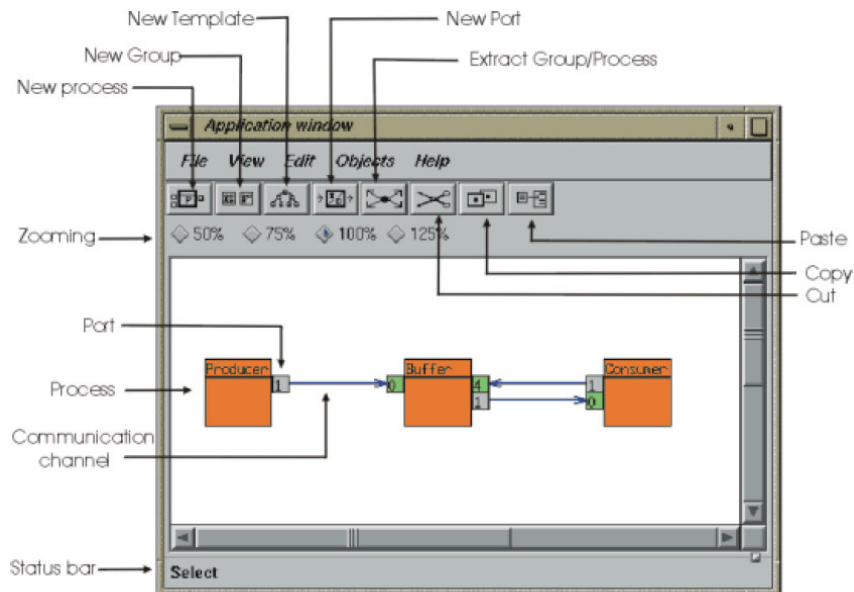 New Template
New Port
New Group
Extract Group/Process
New process
Application window
File View Edit Objects Help
Zooming
50% 75% 100% 125%
Paste
Copy
Cut
Port
Producer
Buffer
Consumer
1
0
4
1
Process
1
0
Communication
channel
Status bar
Select